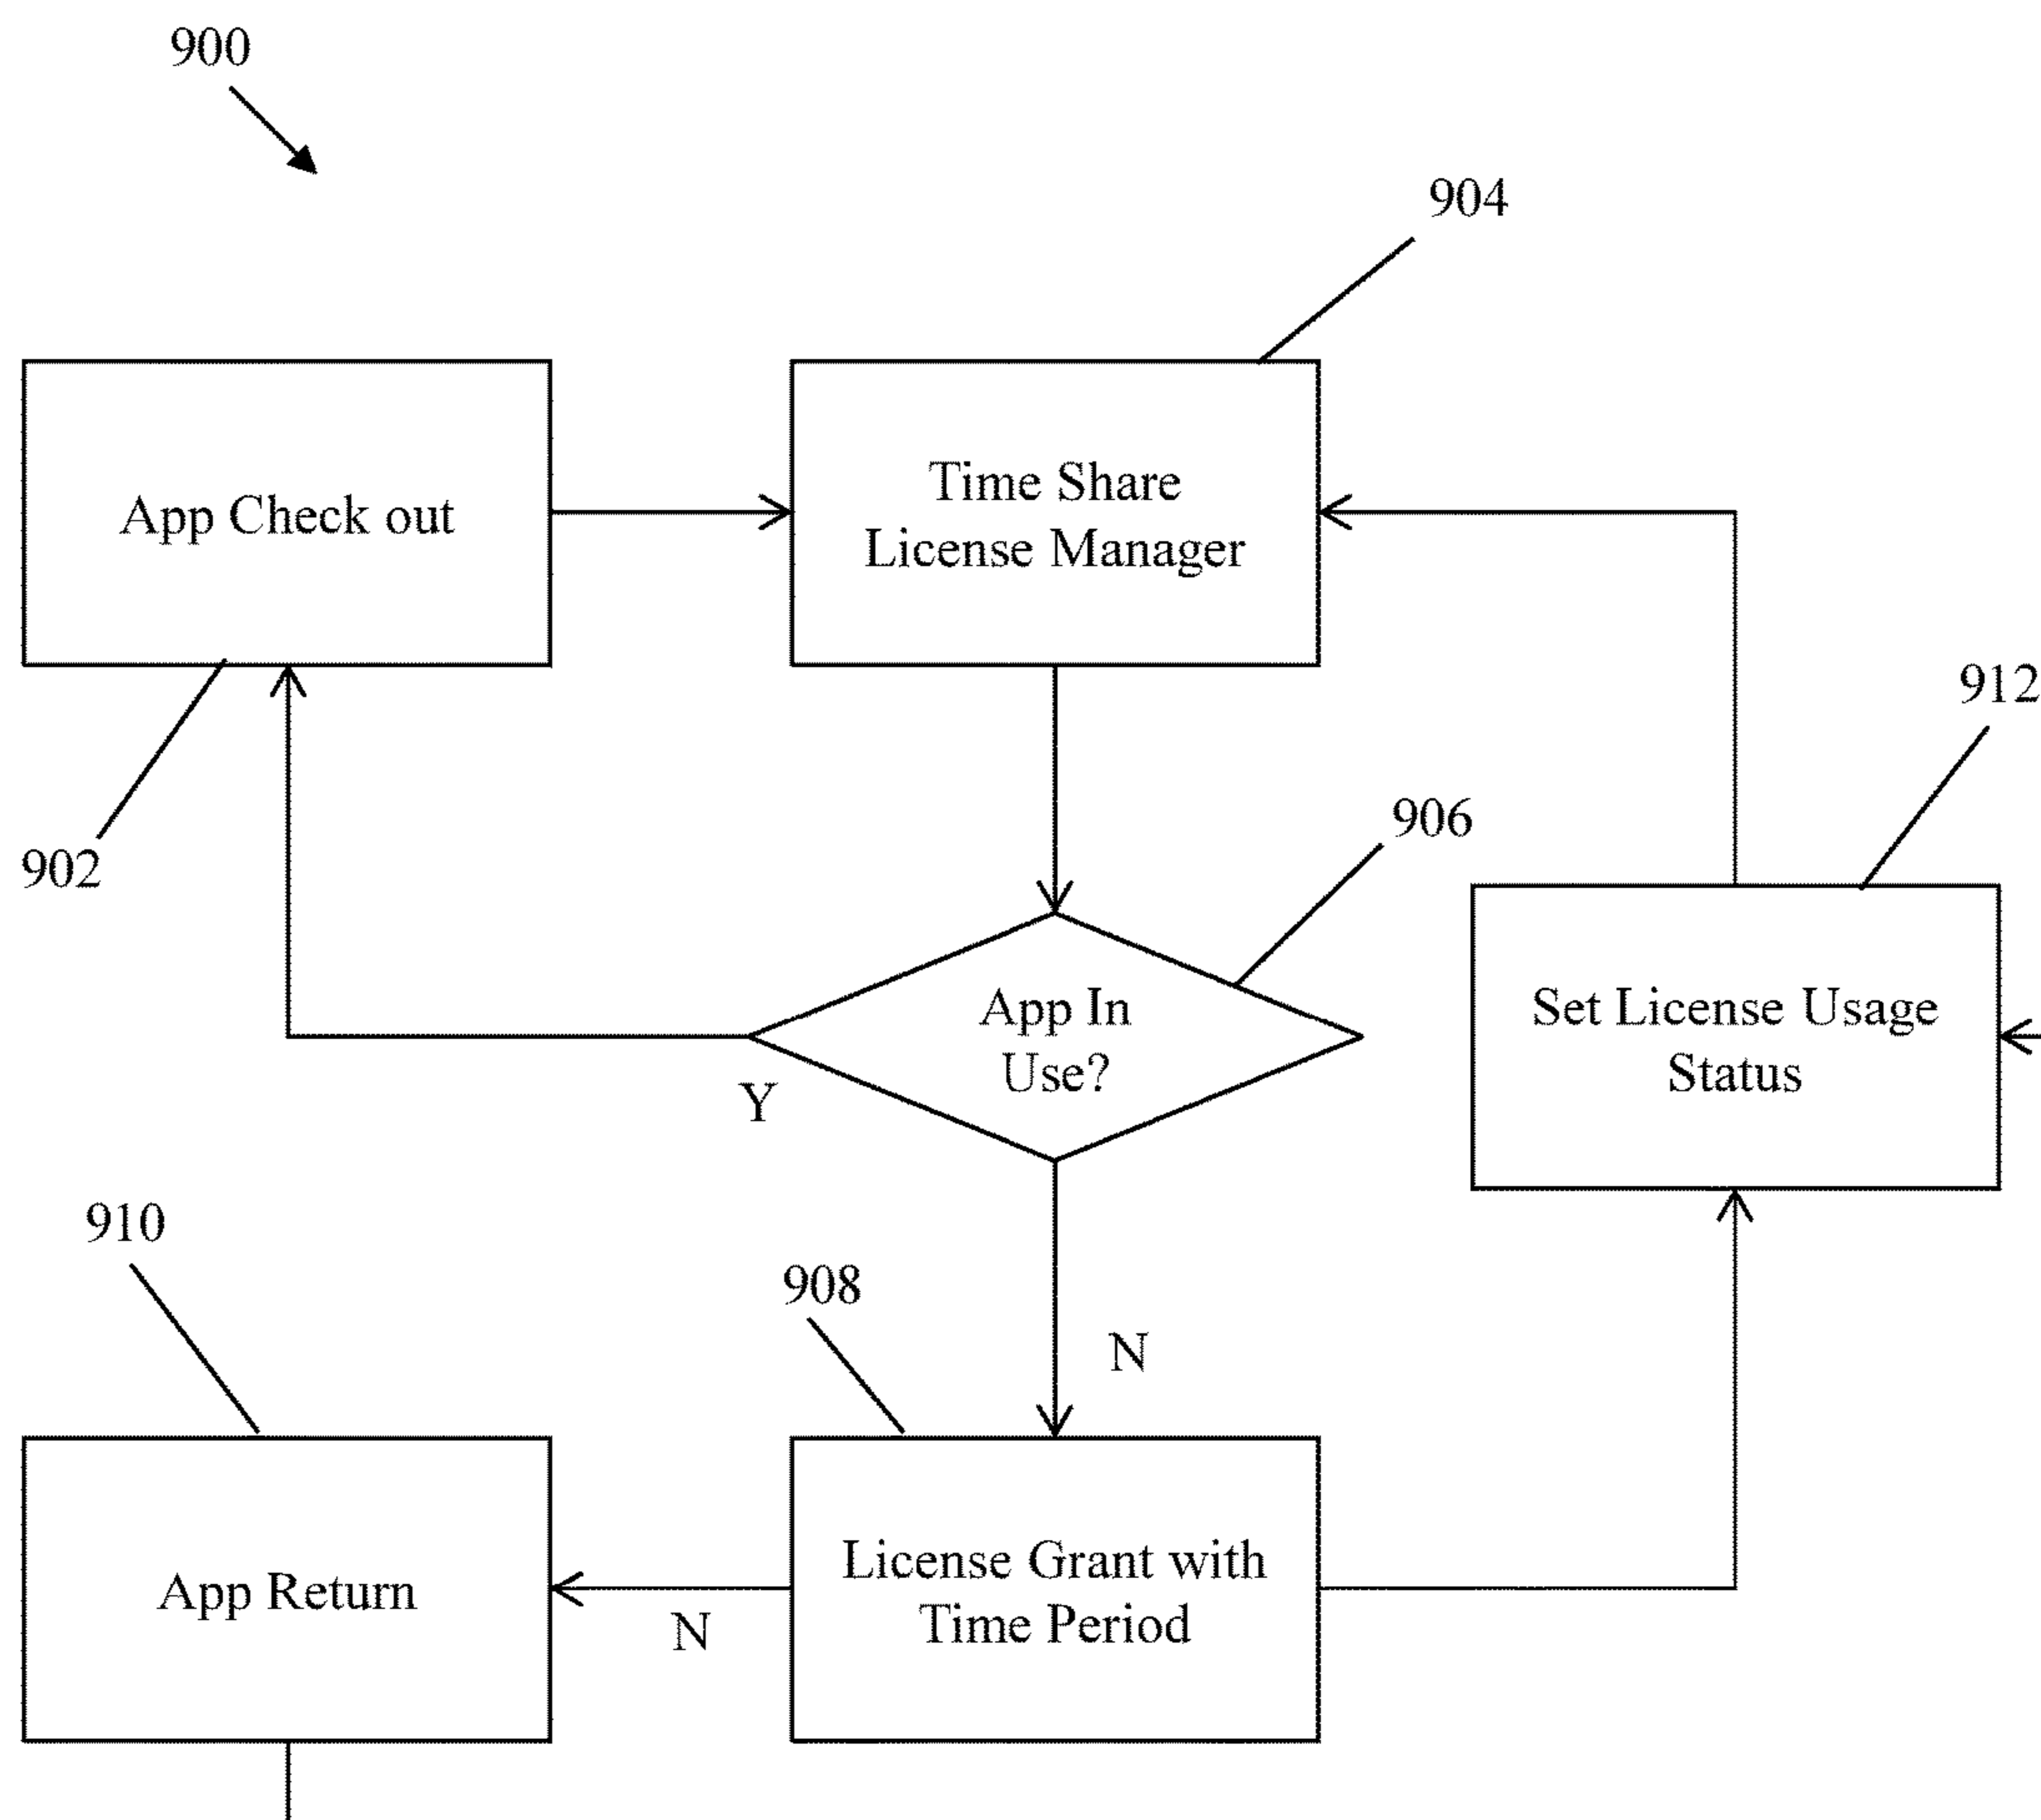 900
904
App Check out
Time Share
License Manager
912
906
902
App In
Use?
Set License Usage
Status
Y
910
908
N
License Grant with
Time Period
App Return
N